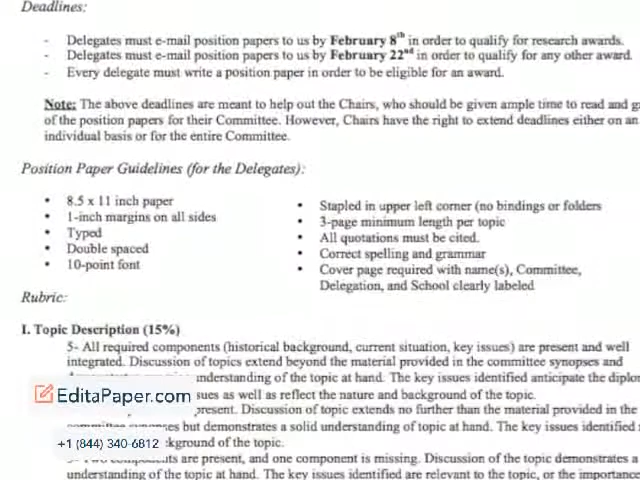 Deadlines:
- Delegates must e-mail position papers to us by February 8th in order to qualify for research awards.
- Delegates must e-mail position papers to us by February 22nd in order to qualify for any other award.
- Every delegate must write a position paper in order to be eligible for an award.
Note: The above deadlines are meant to help out the Chairs, who should be given ample time to read and
of the position papers for their Committee. However, Chairs have the right to extend deadlines either on an
individual basis or for the entire Committee.
Position Paper Guidelines (for the Delegates):
• 8.5 x 11 inch paper
• 1-inch margins on all sides
• Typed
• Double spaced
• 10-point font
• Stapled in upper left corner (no bindings or folders
• 3-page minimum length per topic
• All quotations must be cited.
• Correct spelling and grammar
• Cover page required with name(s), Committee,
Delegation, and School clearly labeled
Rubric:
I. Topic Description (15%)
5- All required components (historical background, current situation, key issues) are present and well
integrated. Discussion of topics extend beyond the material provided in the committee synopses and
understanding of the topic at hand. The key issues identified anticipate the
EditaPaper.com
sues as well as reflect the nature and background of the topic.
present. Discussion of topic extends no further than the material provided in the
but demonstrates a solid understanding of topic at hand. The key issues identified
+1 (844) 340-6812
kground of the topic.
are present, and one component is missing. Discussion of the topic demonstrates a
understanding of the topic at hand. The key issues identified are relevant to the topic, or the importance